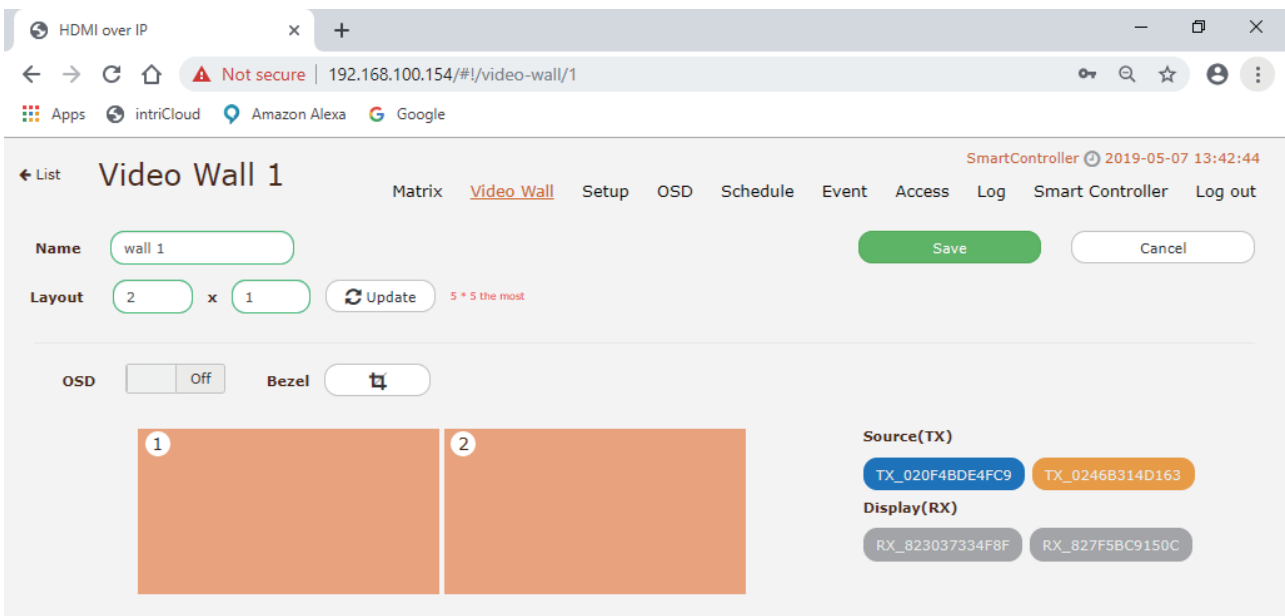 HDMI over IP
Not secure | 192.168.100.154/#!/video-wall/1
Apps intriCloud Amazon Alexa Google
SmartController 2019-05-07 13:42:44
List Video Wall 1
Matrix Video Wall Setup OSD Schedule Event Access Log Smart Controller Log out
Name wall 1 Save Cancel
Layout 2 x 1 Update 5 * 5 the most
OSD Off Bezel
1 2
Source(TX)
TX_020F4BDE4FC9 TX_0246B314D163
Display(RX)
RX_823037334F8F RX_827F5BC9150C